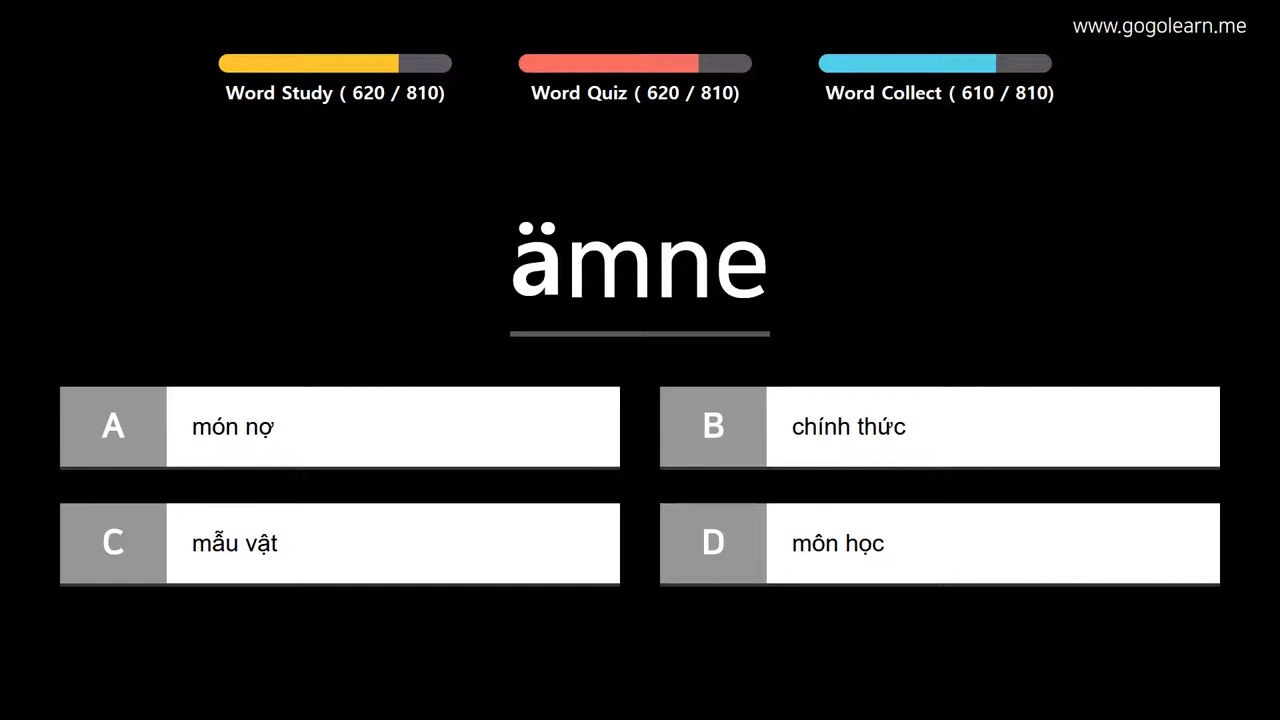 www.gogolearn.me
Word Study ( 620 / 810)
Word Quiz ( 620 / 810)
Word Collect ( 610 / 810)
ämne
A
món nợ
B
chính thức
C
mẫu vật
D
môn học